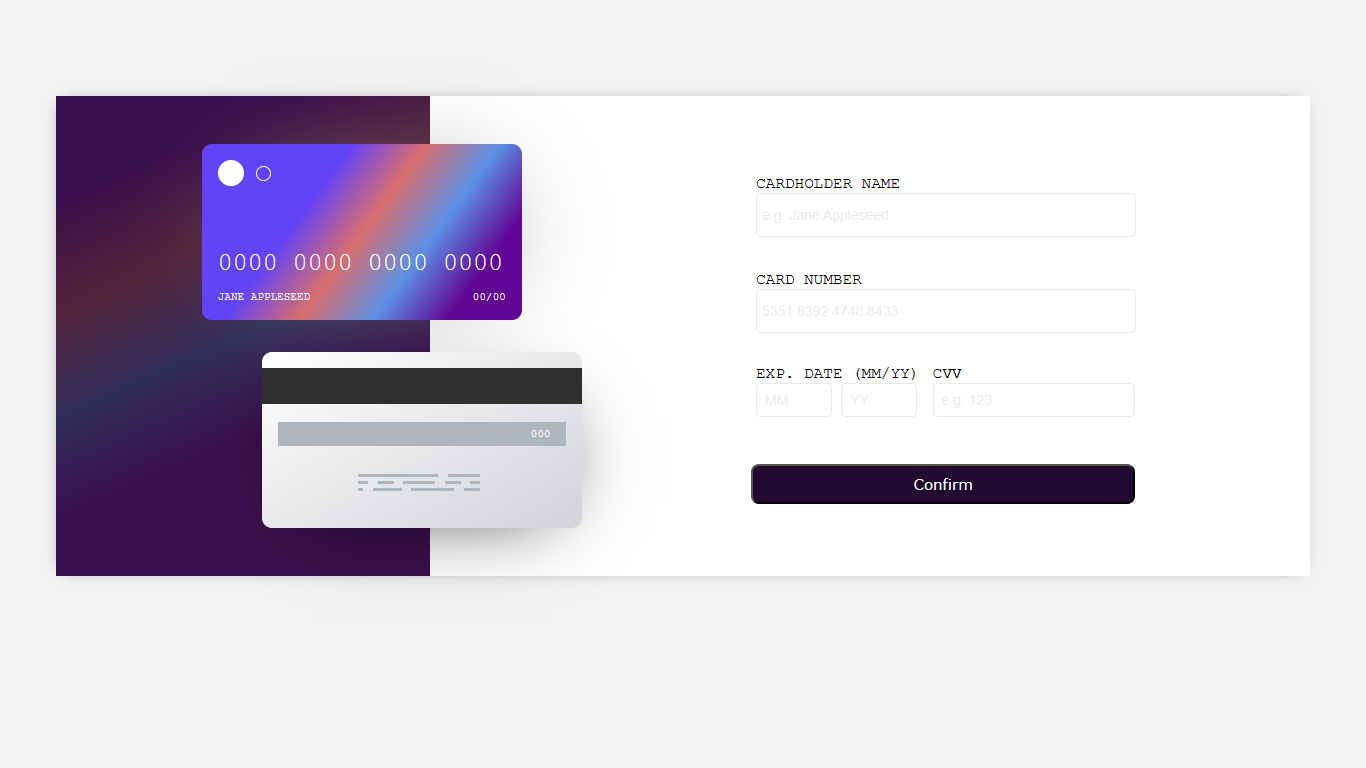 0000 0000 0000 0000
JANE APPLESEED 00/00
000
CARDHOLDER NAME
e.g. Jane Appleseed
CARD NUMBER
5351 8392 4748 8433
EXP. DATE (MM/YY) CVV
MM YY e.g. 123
Confirm